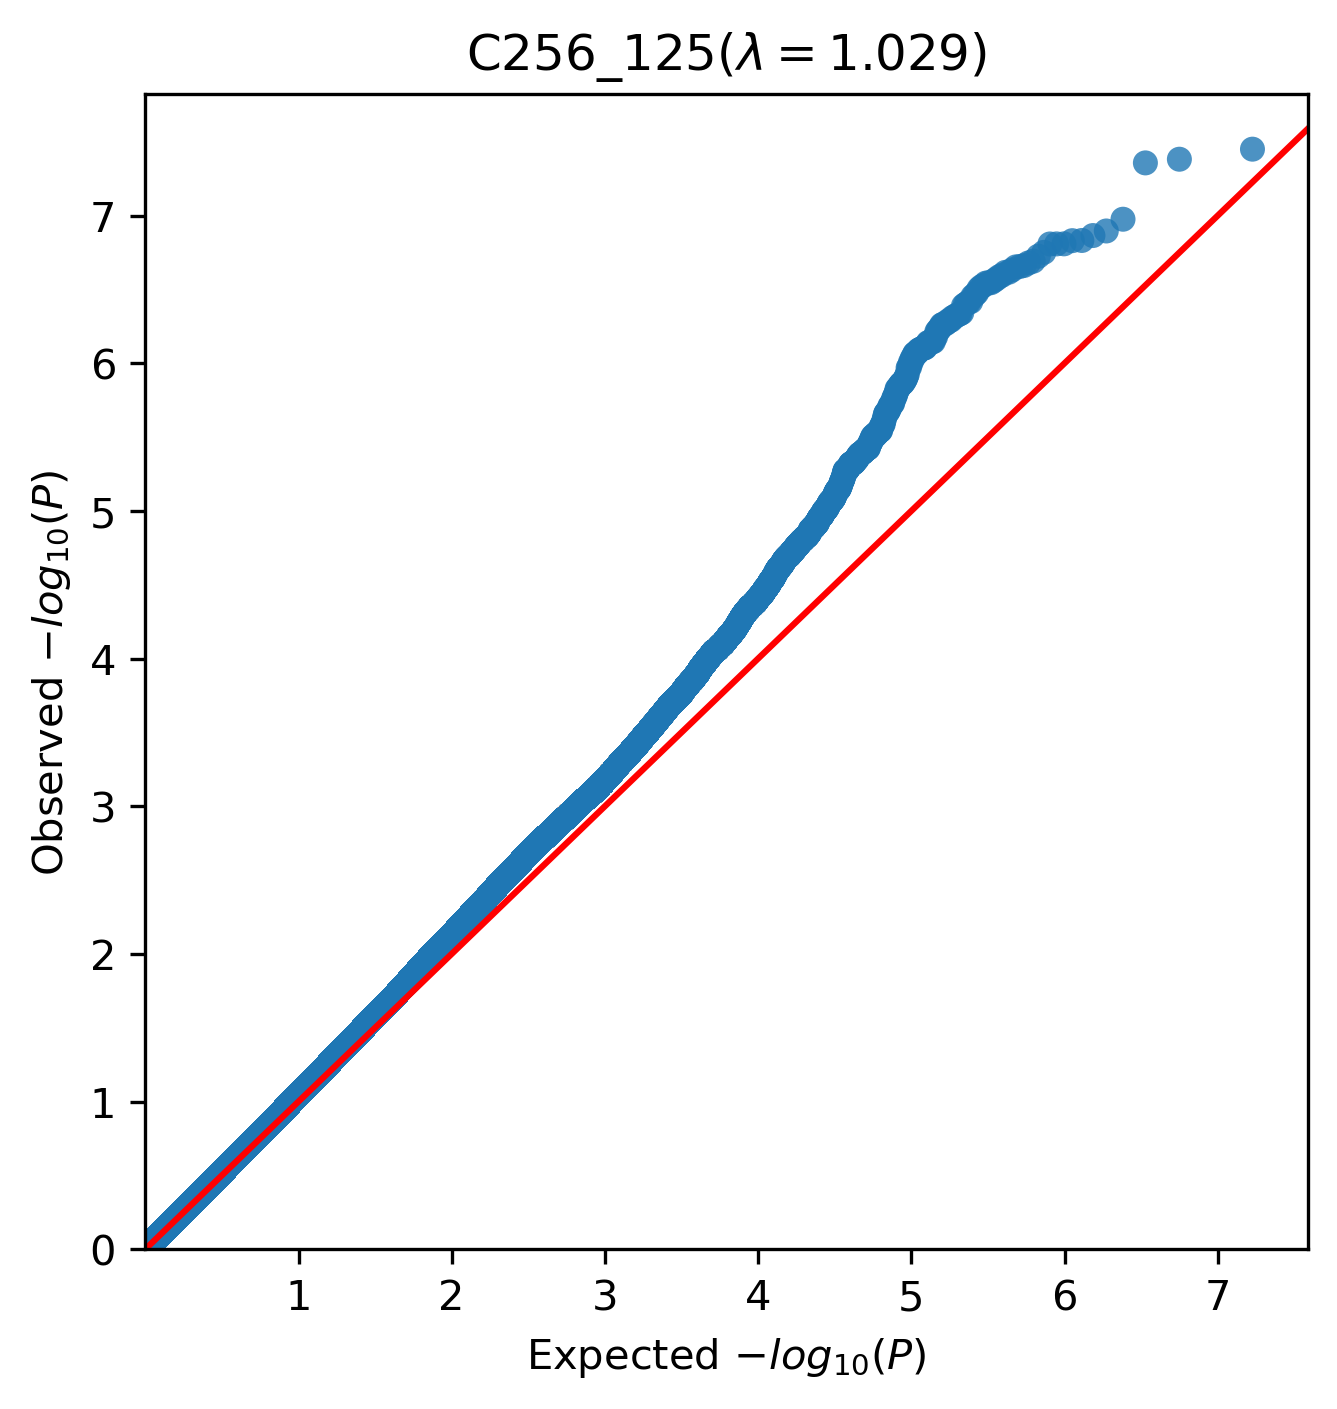 C256_125(λ = 1.029)
Observed −log₁₀(P)
7
6
5
4
3
2
1
0
1 2 3 4 5 6 7
Expected −log₁₀(P)